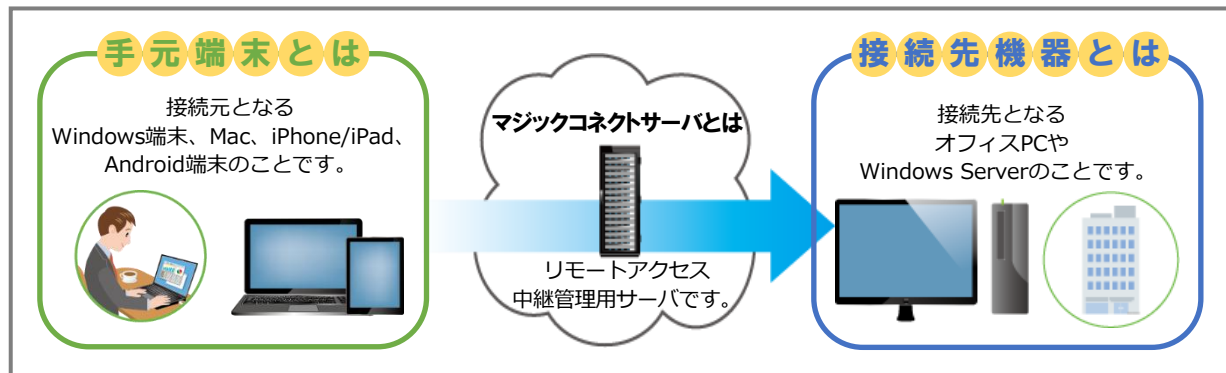 手元端末とは
接続元となる
Windows端末、Mac、iPhone/iPad、
Android端末のことです。
マジックコネクトサーバとは
リモートアクセス
中継管理用サーバです。
接続先機器とは
接続先となる
オフィスPCや
Windows Serverのことです。